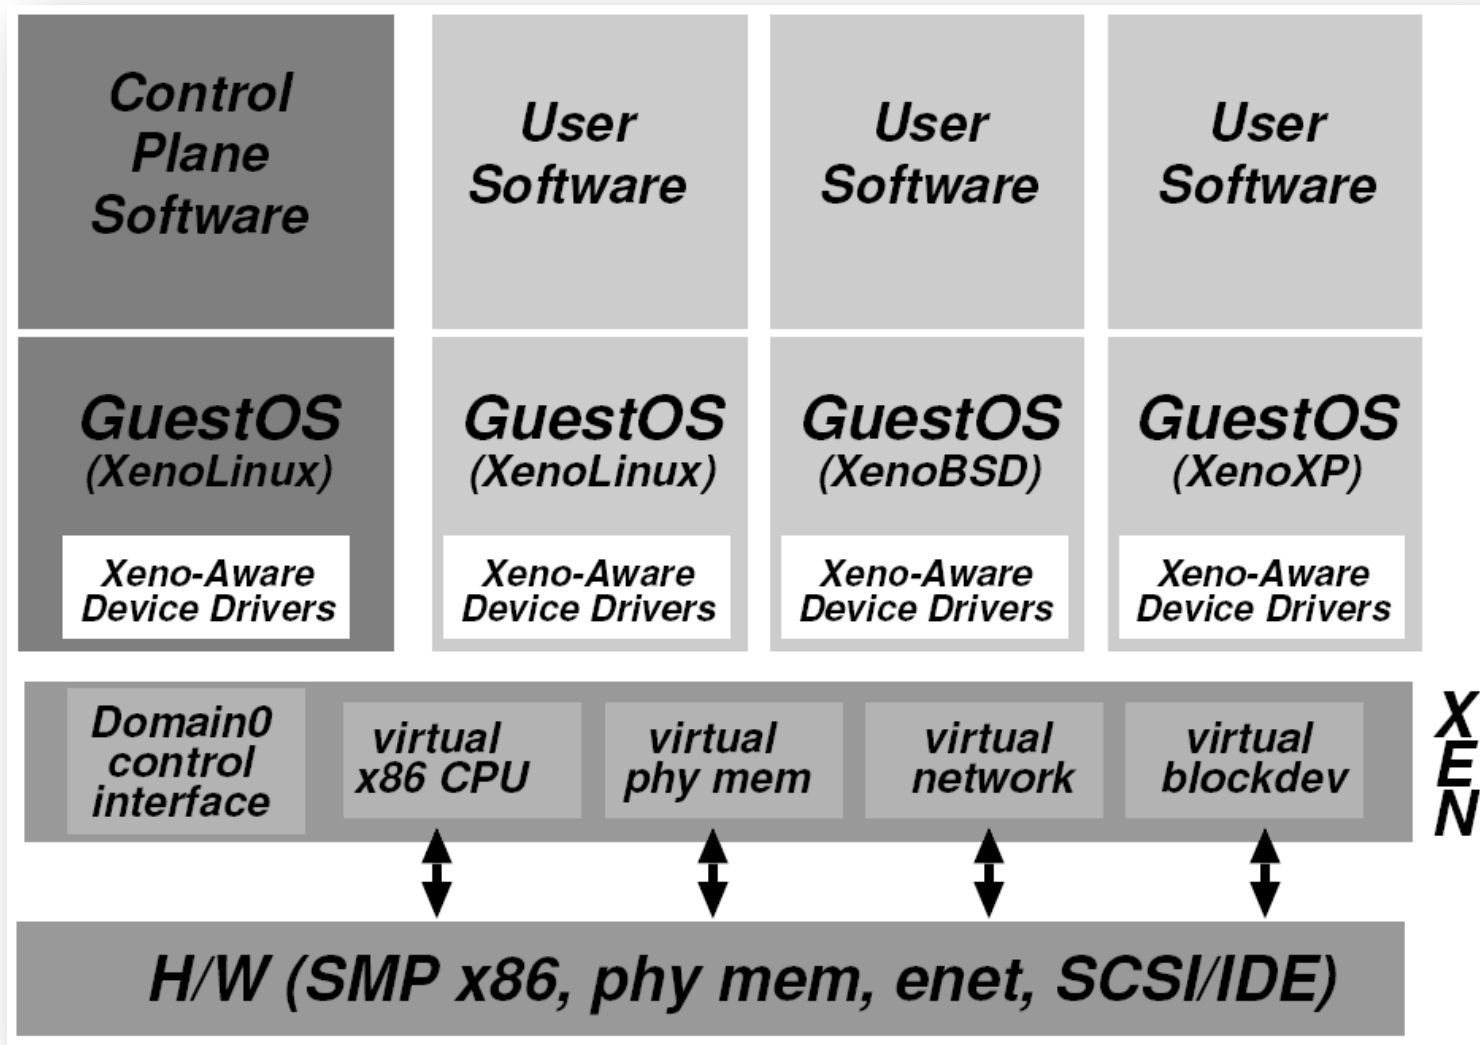 Control
Plane
Software
User
Software
User
Software
User
Software
GuestOS
(XenoLinux)
GuestOS
(XenoLinux)
GuestOS
(XenoBSD)
GuestOS
(XenoXP)
Xeno-Aware
Device Drivers
Xeno-Aware
Device Drivers
Xeno-Aware
Device Drivers
Xeno-Aware
Device Drivers
Domain0
control
interface
virtual
x86 CPU
virtual
phy mem
virtual
network
virtual
blockdev
X
E
N
H/W (SMP x86, phy mem, enet, SCSI/IDE)